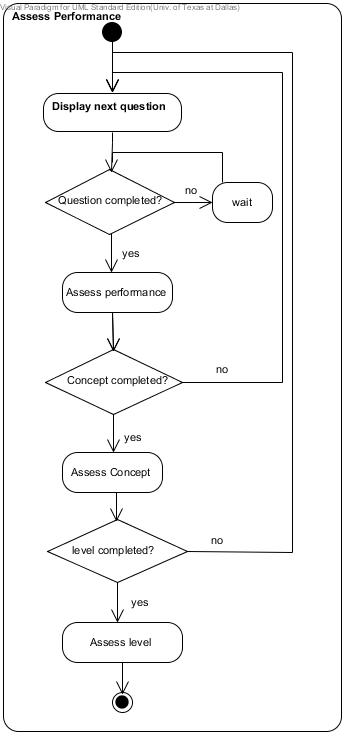 Visual Paradigm for UML Standard Edition(Univ. of Texas at Dallas)
Assess Performance
Display next question
Question completed?
no
wait
yes
Assess performance
no
Concept completed?
yes
Assess Concept
no
level completed?
yes
Assess level